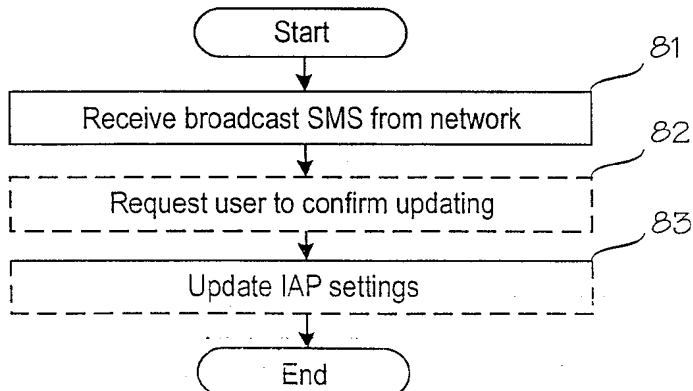 Start
81
Receive broadcast SMS from network
82
Request user to confirm updating
83
Update IAP settings
End